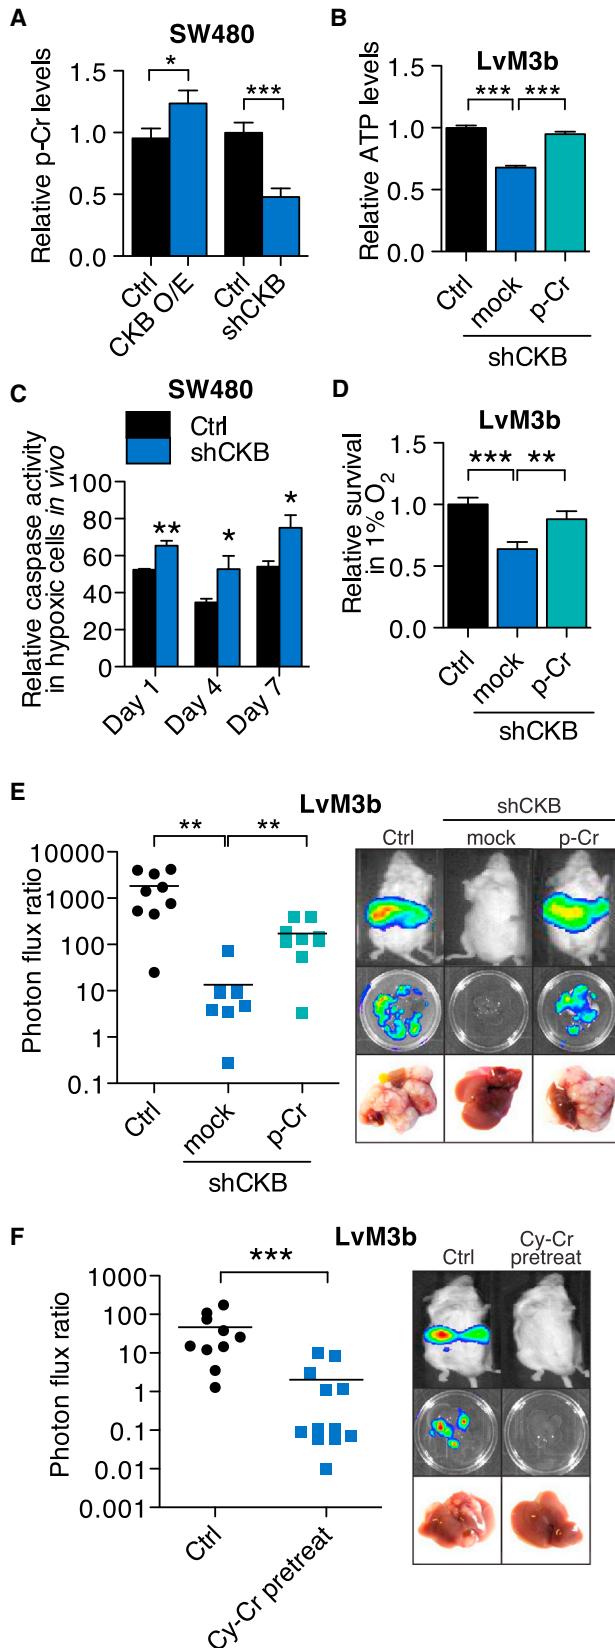 A
SW480
Relative p-Cr levels
1.5
1.0
0.5
0.0
*
***
Ctrl
CKB O/E
Ctrl
shCKB
B
LvM3b
Relative ATP levels
1.5
1.0
0.5
0.0
***
***
Ctrl
mock
p-Cr
shCKB
C
SW480
Ctrl
shCKB
Relative caspase activity
in hypoxic cells in vivo
100
80
60
40
20
0
**
*
*
Day 1
Day 4
Day 7
D
LvM3b
Relative survival
in 1% O2
1.5
1.0
0.5
0.0
***
**
Ctrl
mock
p-Cr
shCKB
E
LvM3b
Photon flux ratio
10000
1000
100
10
1
0.1
**
**
Ctrl
mock
p-Cr
shCKB
shCKB
Ctrl
mock
p-Cr
F
LvM3b
Photon flux ratio
1000
100
10
1
0.1
0.01
0.001
***
Ctrl
Cy-Cr pretreat
Ctrl
Cy-Cr
pretreat